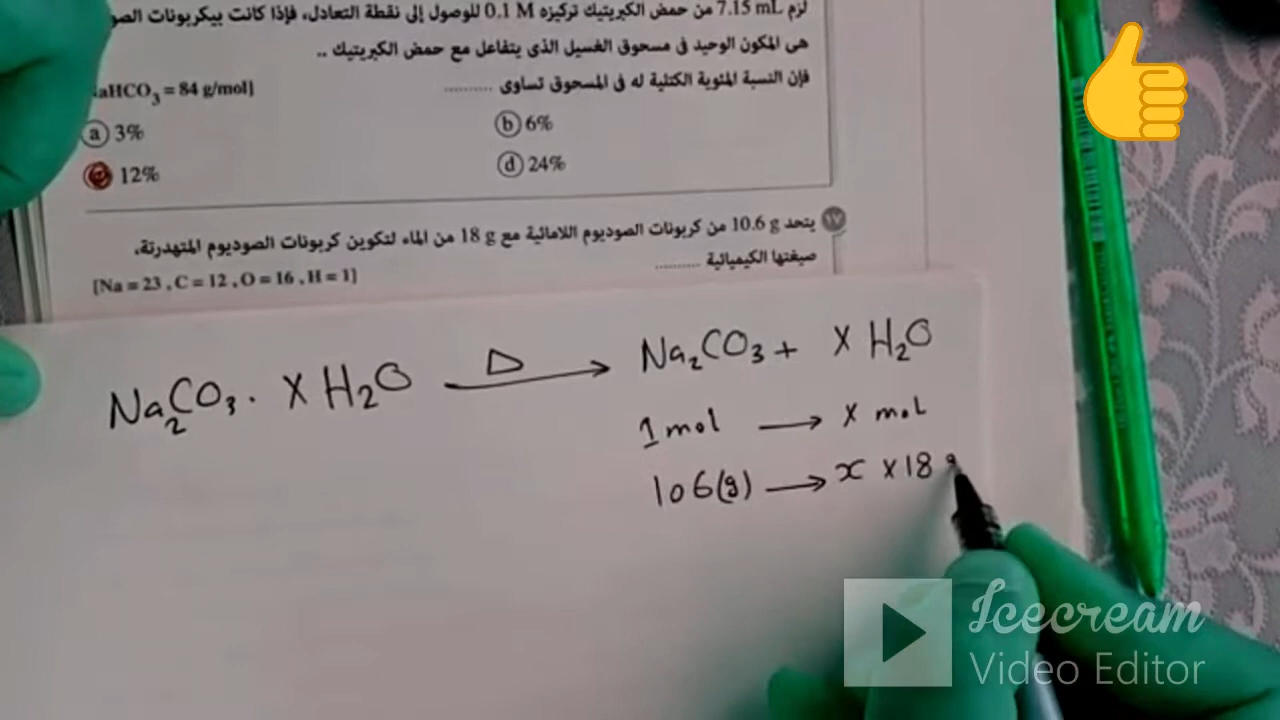 لزم 7.15 mL من حمض الكبريتيك تركيزه 0.1 M للوصول إلى نقطة التعادل، فإذا كانت بيكربونات
هى المكون الوحيد فى مسحوق الغسيل الذى يتفاعل مع حمض الكبريتيك ..
فإن النسبة المئوية الكتلية له فى المسحوق تساوى ..........
aHCO₃ = 84 g/mol]
a 3%
b 6%
12%
d 24%
١٧ يتحد 10.6 g من كربونات الصوديوم اللامائية مع 18 g من الماء لتكوين كربونات الصوديوم المتهدرتة،
صيغتها الكيميائية ..........
[Na = 23 , C = 12 , O = 16 , H = 1]
Na₂CO₃ . X H₂O —Δ→ Na₂CO₃ + X H₂O
1 mol → X mol
106(g) → x × 18
Icecream
Video Editor